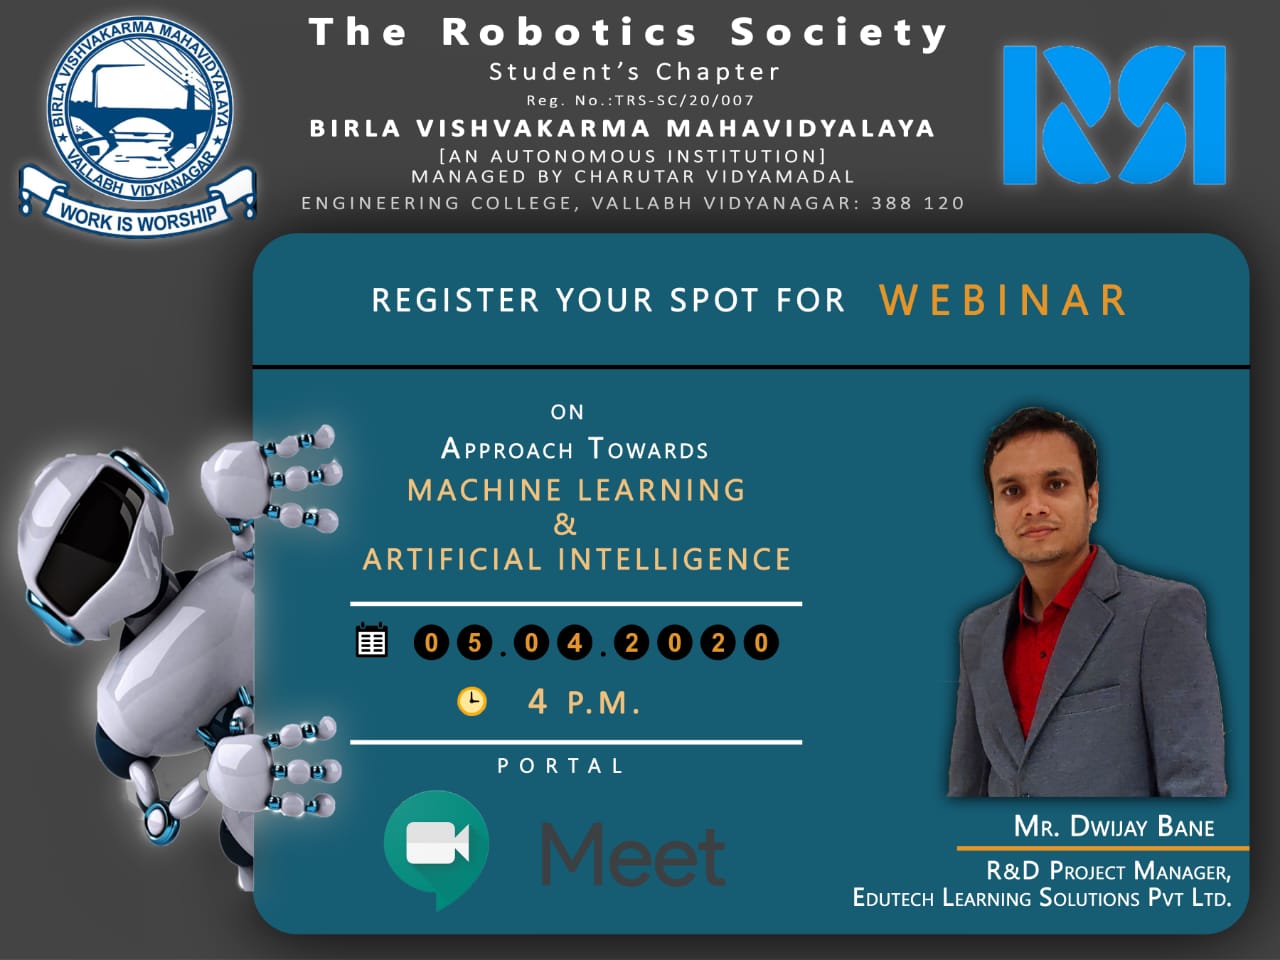 The Robotics Society
Student's Chapter
Reg. No.:TRS-SC/20/007
BIRLA VISHVAKARMA MAHAVIDYALAYA
[AN AUTONOMOUS INSTITUTION]
MANAGED BY CHARUTAR VIDYAMADAL
ENGINEERING COLLEGE, VALLABH VIDYANAGAR: 388 120
BIRLA VISHVAKARMA MAHAVIDYALAYA
★ VALLABH VIDYANAGAR ★
WORK IS WORSHIP
RSI
REGISTER YOUR SPOT FOR WEBINAR
ON
APPROACH TOWARDS
MACHINE LEARNING
&
ARTIFICIAL INTELLIGENCE
05.04.2020
4 P.M.
PORTAL
Meet
MR. DWIJAY BANE
R&D PROJECT MANAGER,
EDUTECH LEARNING SOLUTIONS PVT LTD.